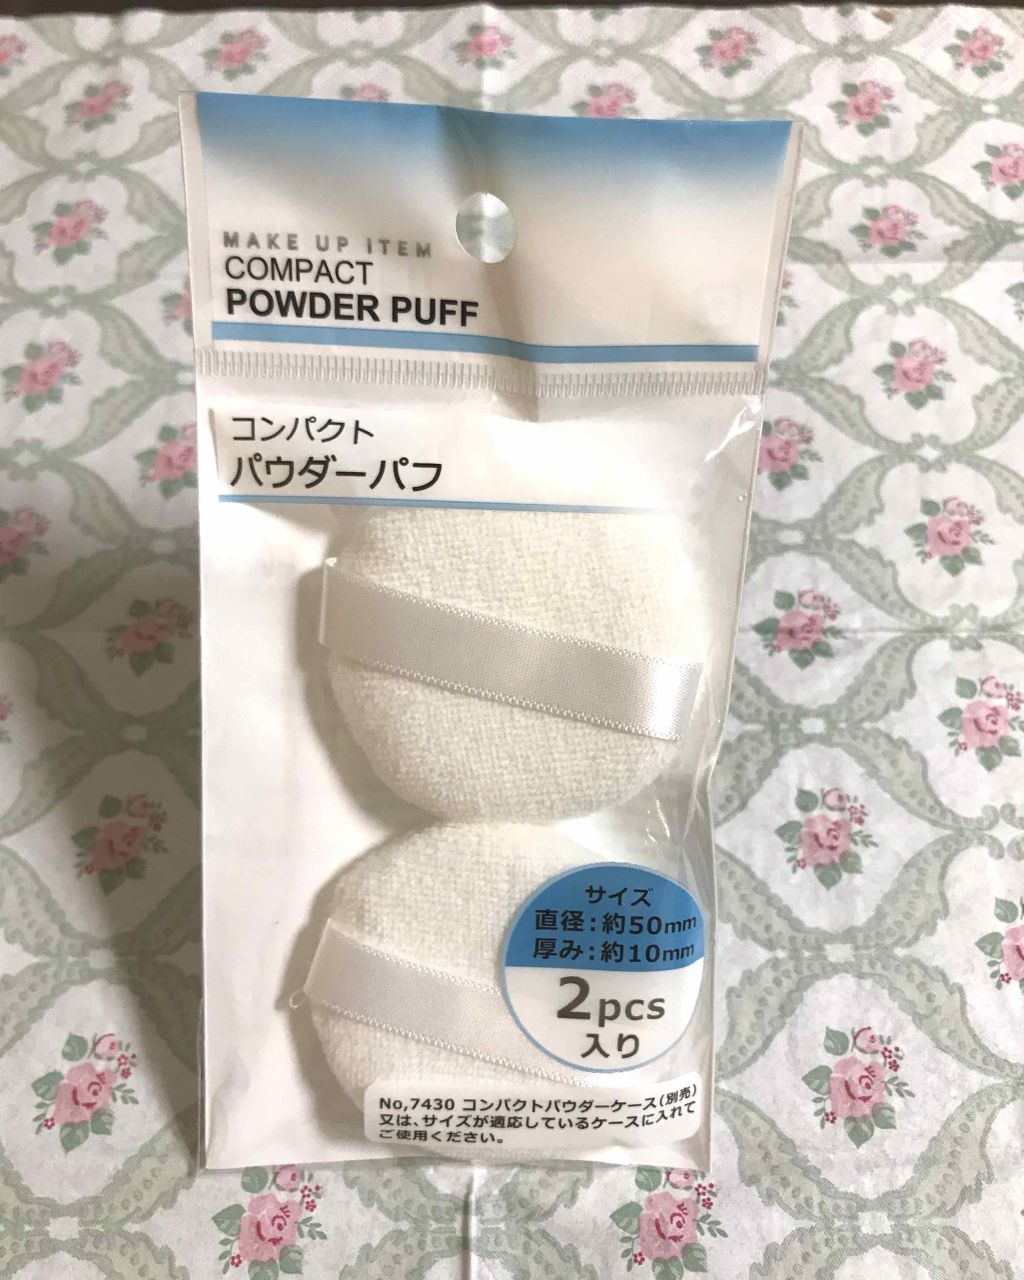 MAKE UP ITEM
COMPACT
POWDER PUFF
コンパクト
パウダーパフ
サイズ
直径:約50mm
厚み:約10mm
2pcs
入り
No,7430 コンパクトパウダーケース(別売)
又は、サイズが適応しているケースに入れて
ご使用ください。